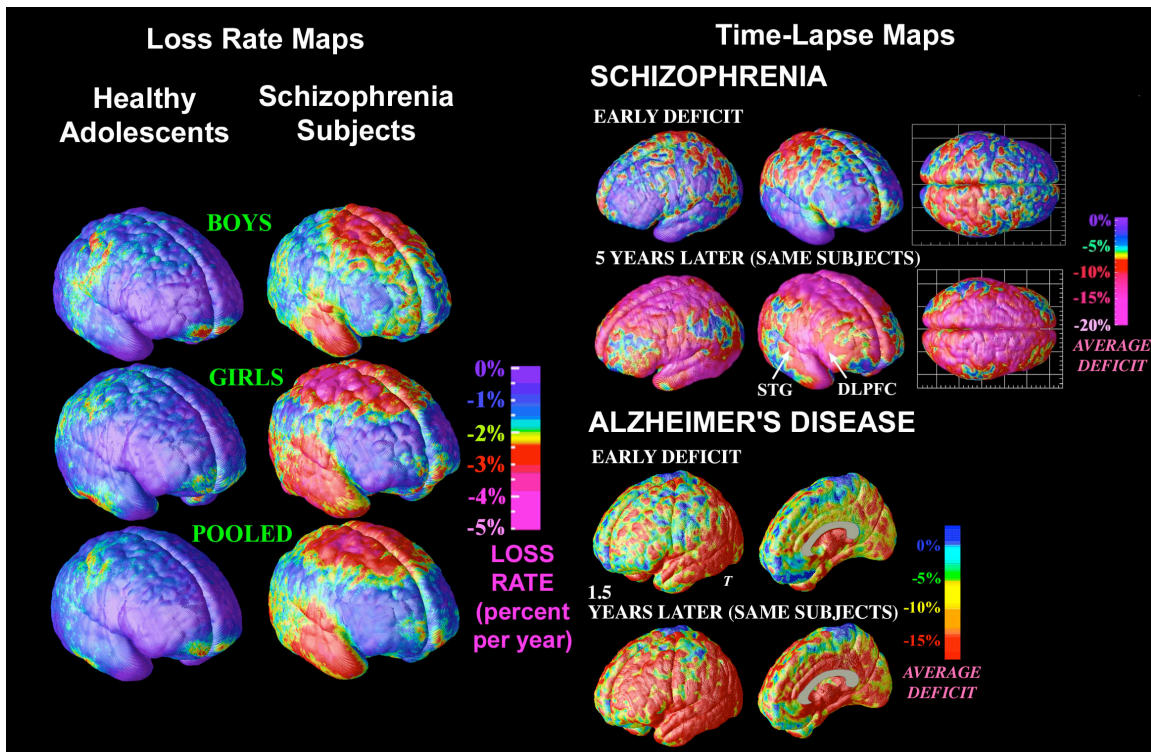 Loss Rate Maps
Healthy
Adolescents
Schizophrenia
Subjects
BOYS
GIRLS
POOLED
0%
-1%
-2%
-3%
-4%
-5%
LOSS
RATE
(percent
per year)
Time-Lapse Maps
SCHIZOPHRENIA
EARLY DEFICIT
5 YEARS LATER (SAME SUBJECTS)
STG
DLPFC
0%
-5%
-10%
-15%
-20%
AVERAGE
DEFICIT
ALZHEIMER'S DISEASE
EARLY DEFICIT
T
1.5
YEARS LATER (SAME SUBJECTS)
0%
-5%
-10%
-15%
AVERAGE
DEFICIT